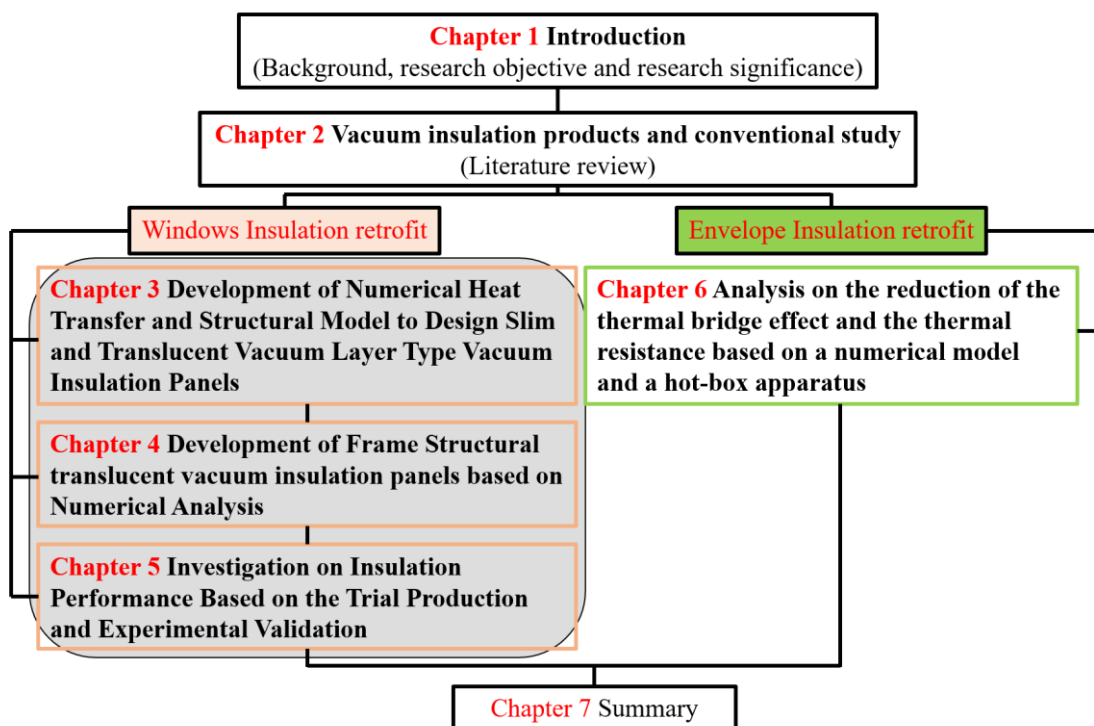 Chapter 1 Introduction
(Background, research objective and research significance)
Chapter 2 Vacuum insulation products and conventional study
(Literature review)
Windows Insulation retrofit
Envelope Insulation retrofit
Chapter 3 Development of Numerical Heat
Transfer and Structural Model to Design Slim
and Translucent Vacuum Layer Type Vacuum
Insulation Panels
Chapter 6 Analysis on the reduction of the
thermal bridge effect and the thermal
resistance based on a numerical model
and a hot-box apparatus
Chapter 4 Development of Frame Structural
translucent vacuum insulation panels based on
Numerical Analysis
Chapter 5 Investigation on Insulation
Performance Based on the Trial Production
and Experimental Validation
Chapter 7 Summary